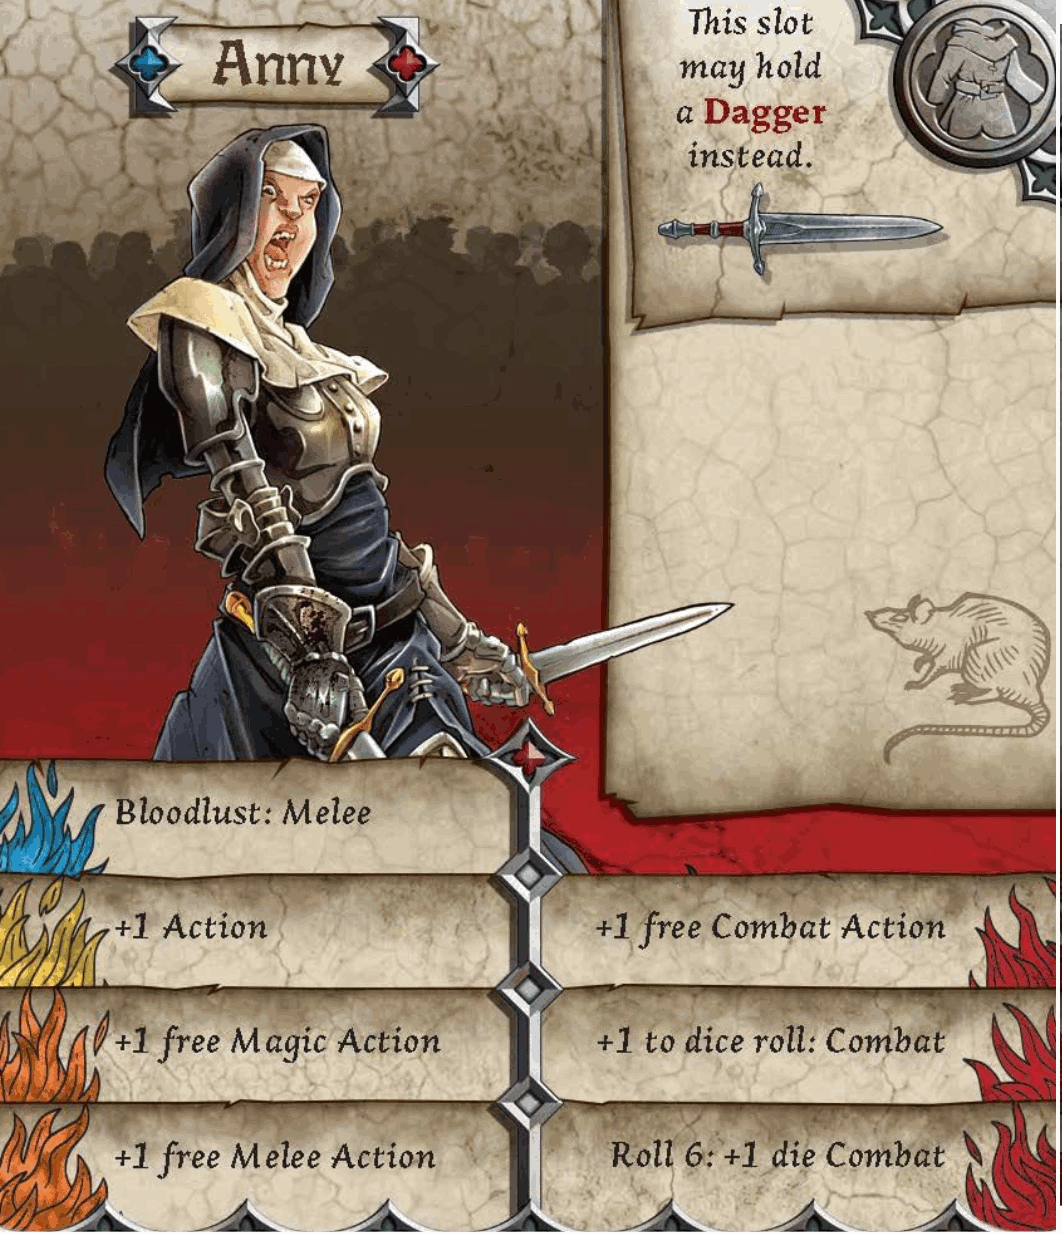 Anny
This slot
may hold
a Dagger
instead.
Bloodlust: Melee
+1 Action
+1 free Magic Action
+1 free Melee Action
+1 free Combat Action
+1 to dice roll: Combat
Roll 6: +1 die Combat